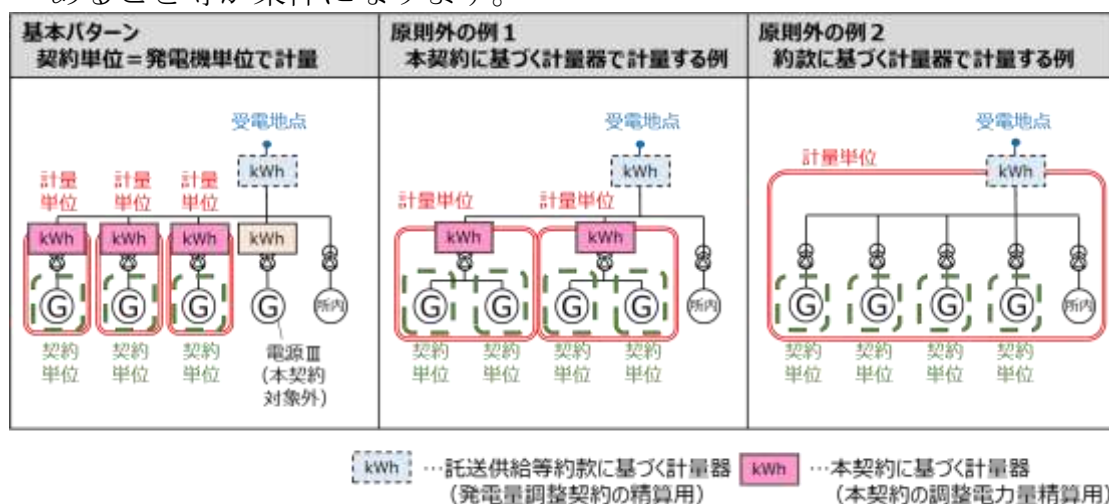 あること等が条件になります。
基本パターン
契約単位=発電機単位で計量
原則外の例1
本契約に基づく計量器で計量する例
原則外の例2
約款に基づく計量器で計量する例
受電地点
kWh
計量
単位
計量
単位
計量
単位
kWh
kWh
kWh
kWh
G
G
G
G
所内
契約
単位
契約
単位
契約
単位
電源Ⅲ
(本契約
対象外)
受電地点
kWh
計量単位
計量単位
kWh
kWh
G
G
G
G
所内
契約
単位
契約
単位
契約
単位
契約
単位
受電地点
計量単位
kWh
G
G
G
G
所内
契約
単位
契約
単位
契約
単位
契約
単位
kWh …託送供給等約款に基づく計量器
(発電量調整契約の精算用)
kWh …本契約に基づく計量器
(本契約の調整電力量精算用)